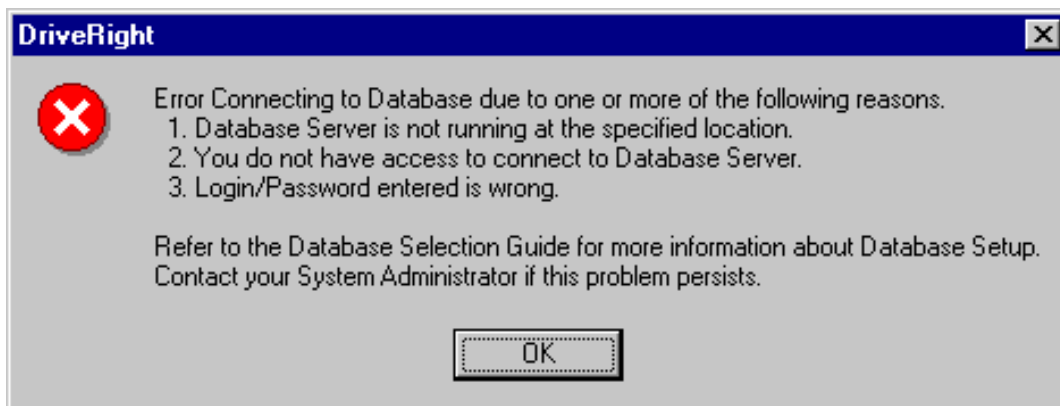 DriveRight
Error Connecting to Database due to one or more of the following reasons.
1. Database Server is not running at the specified location.
2. You do not have access to connect to Database Server.
3. Login/Password entered is wrong.
Refer to the Database Selection Guide for more information about Database Setup.
Contact your System Administrator if this problem persists.
OK